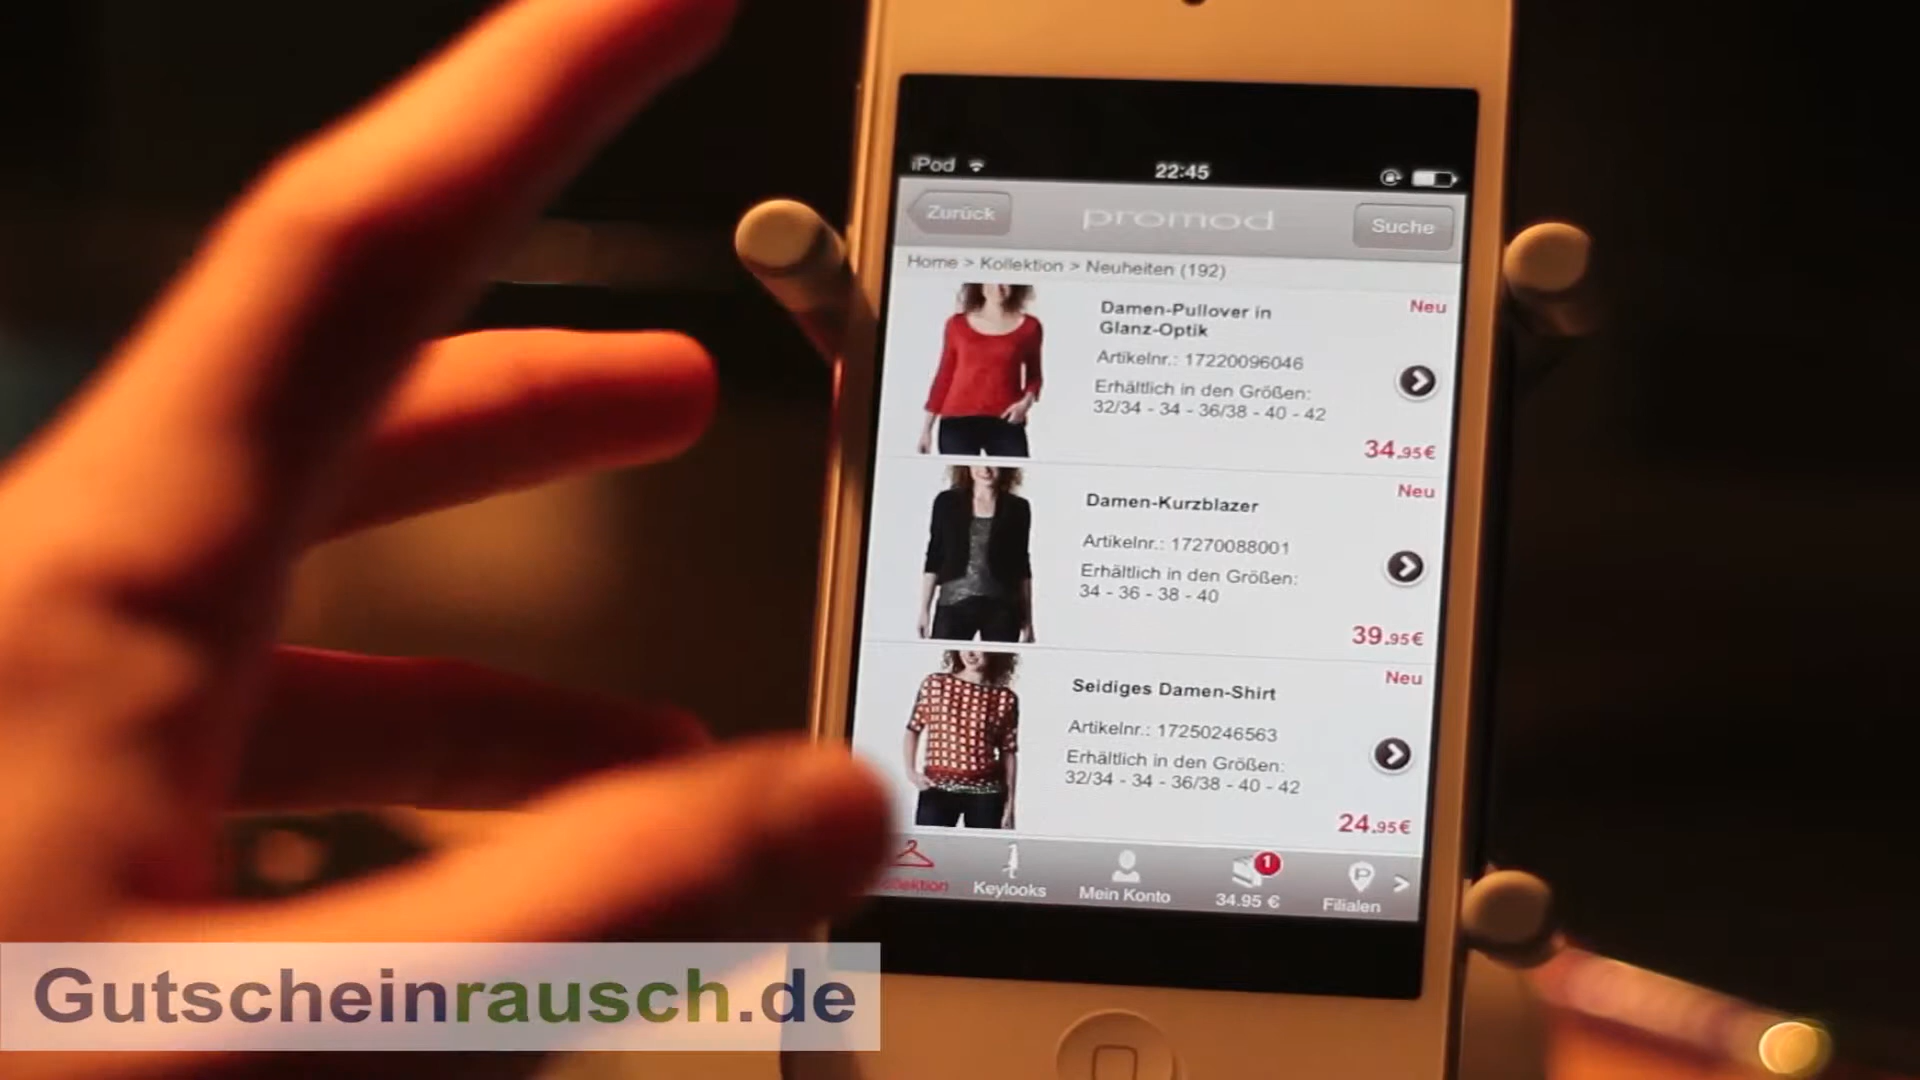 iPod
22:45
Zurück
promod
Suche
Home > Kollektion > Neuheiten (192)
Damen-Pullover in
Glanz-Optik
Neu
Artikelnr.: 17220096046
Erhältlich in den Größen:
32/34 - 34 - 36/38 - 40 - 42
34.95€
Neu
Damen-Kurzblazer
Artikelnr.: 17270088001
Erhältlich in den Größen:
34 - 36 - 38 - 40
39.95€
Neu
Seidiges Damen-Shirt
Artikelnr.: 17250246563
Erhältlich in den Größen:
32/34 - 34 - 36/38 - 40 - 42
24.95€
1
P
Kollektion
Keylooks
Mein Konto
34.95 €
Filialen
Gutscheinrausch.de